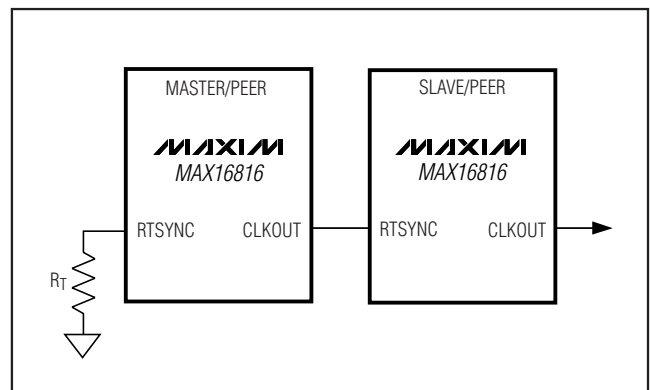 MASTER/PEER
MAXIM
MAX16816
RTSYNC CLKOUT
SLAVE/PEER
MAXIM
MAX16816
RTSYNC CLKOUT
RT